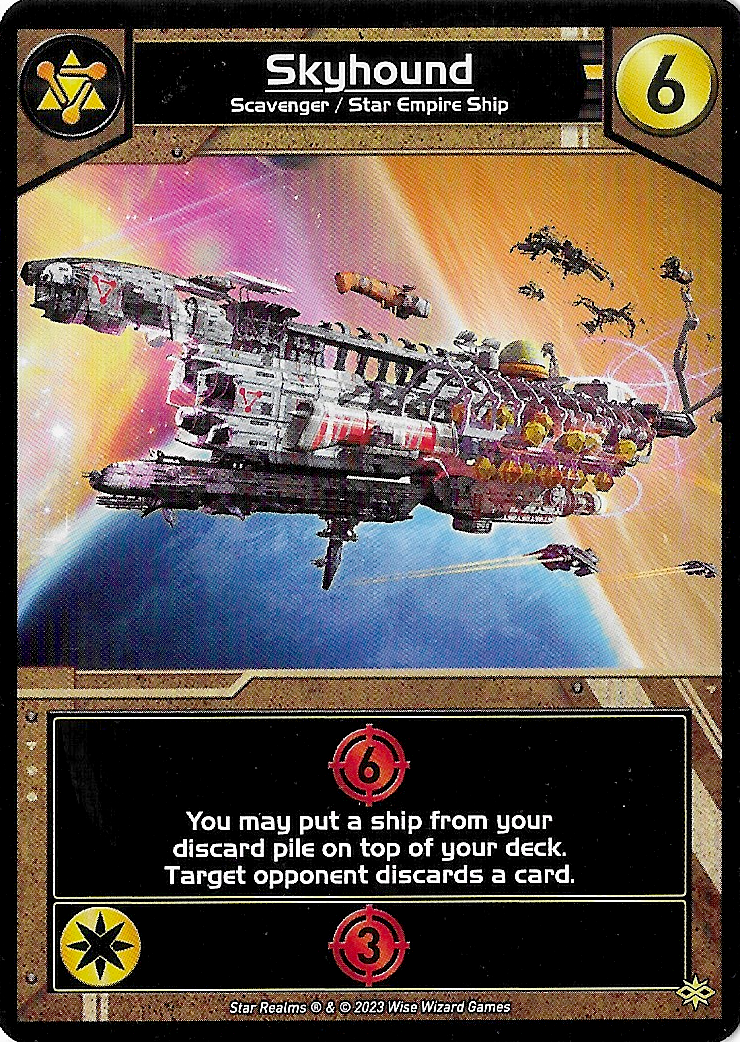 Skyhound
Scavenger / Star Empire Ship
6
6
You may put a ship from your
discard pile on top of your deck.
Target opponent discards a card.
3
Star Realms ® & © 2023 Wise Wizard Games